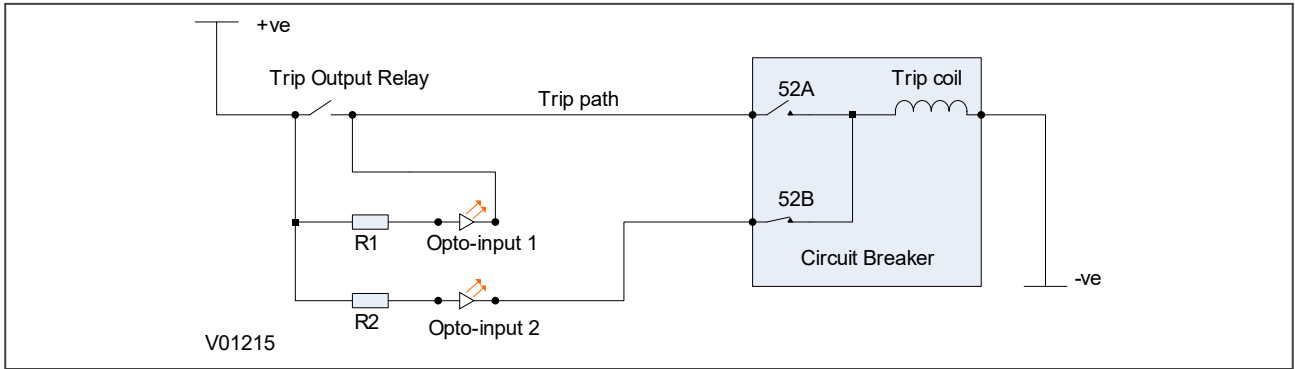 +ve
Trip Output Relay
Trip path
52A
Trip coil
52B
R1
Opto-input 1
Circuit Breaker
-ve
R2
Opto-input 2
V01215